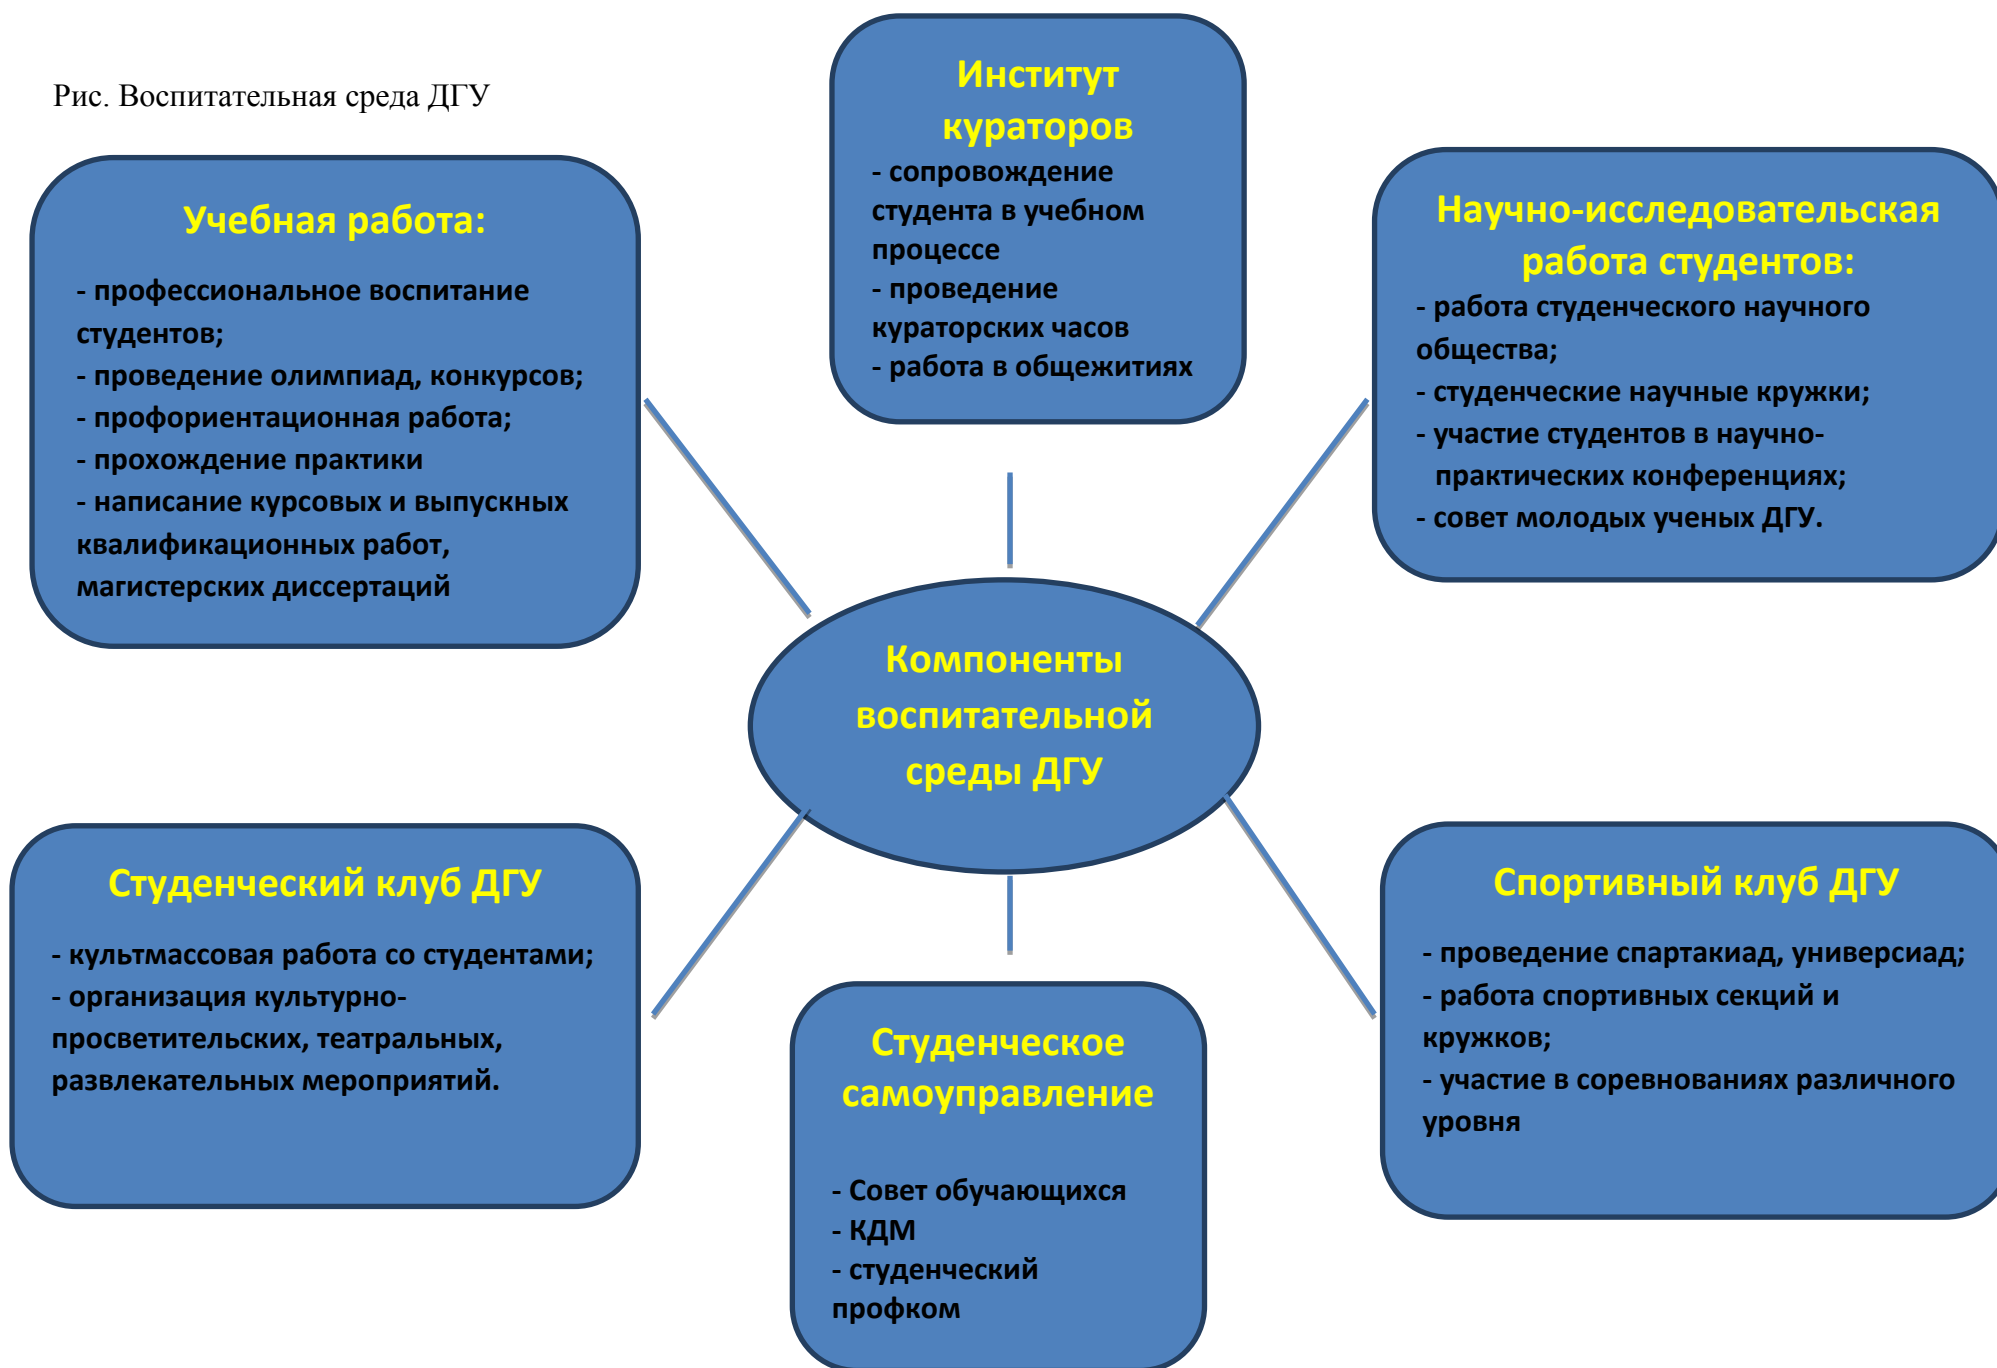 Рис. Воспитательная среда ДГУ
Институт
кураторов
- сопровождение
студента в учебном
процессе
- проведение
кураторских часов
- работа в общежитиях
Учебная работа:
- профессиональное воспитание
студентов;
- проведение олимпиад, конкурсов;
- профориентационная работа;
- прохождение практики
- написание курсовых и выпускных
квалификационных работ,
магистерских диссертаций
Научно-исследовательская
работа студентов:
- работа студенческого научного
общества;
- студенческие научные кружки;
- участие студентов в научно-
практических конференциях;
- совет молодых ученых ДГУ.
Компоненты
воспитательной
среды ДГУ
Студенческий клуб ДГУ
- культмассовая работа со студентами;
- организация культурно-
просветительских, театральных,
развлекательных мероприятий.
Студенческое
самоуправление
- Совет обучающихся
- КДМ
- студенческий
профком
Спортивный клуб ДГУ
- проведение спартакиад, универсиад;
- работа спортивных секций и
кружков;
- участие в соревнованиях различного
уровня